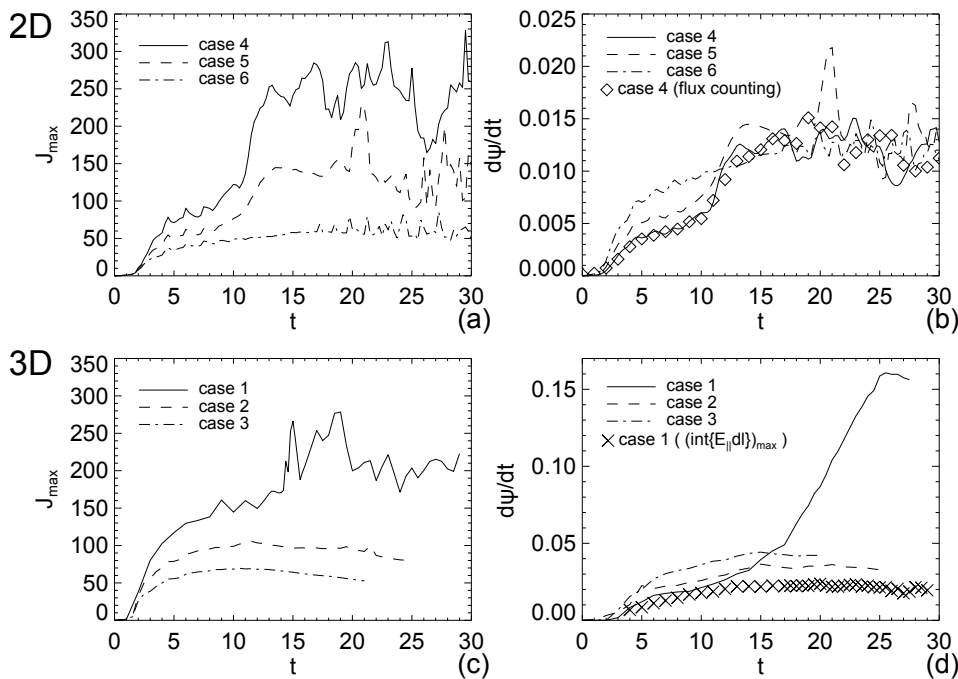 2D
350
300
250
200
150
100
50
0
J_max
case 4
case 5
case 6
0 5 10 15 20 25 30
t
(a)
0.025
0.020
0.015
0.010
0.005
0.000
dψ/dt
case 4
case 5
case 6
case 4 (flux counting)
0 5 10 15 20 25 30
t
(b)
3D
350
300
250
200
150
100
50
0
J_max
case 1
case 2
case 3
0 5 10 15 20 25 30
t
(c)
0.15
0.10
0.05
0.00
dψ/dt
case 1
case 2
case 3
case 1 ( (int{E_||dl})_max )
0 5 10 15 20 25 30
t
(d)